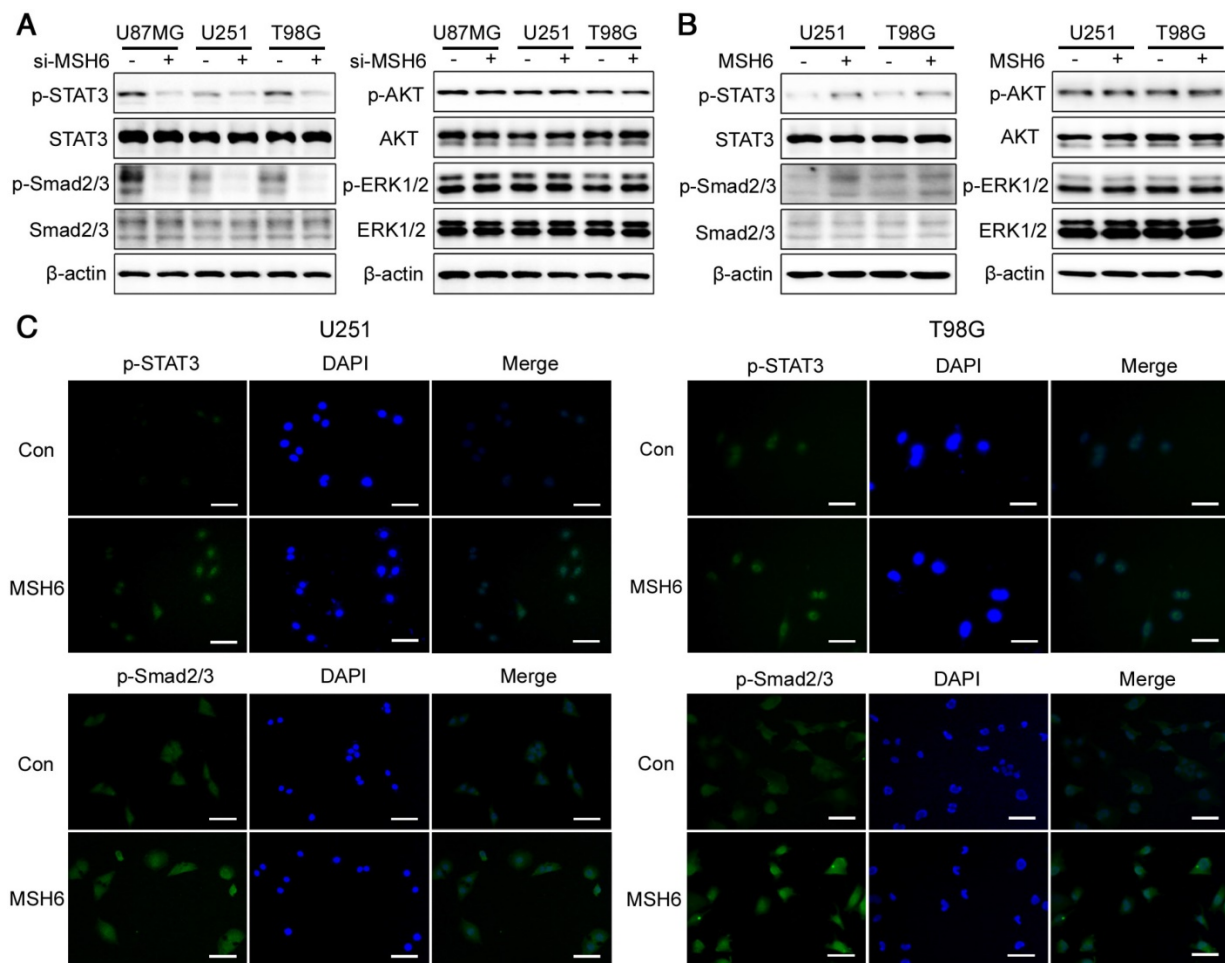 A
U87MG U251 T98G
si-MSH6 - + - + - +
p-STAT3
STAT3
p-Smad2/3
Smad2/3
β-actin
U87MG U251 T98G
si-MSH6 - + - + - +
p-AKT
AKT
p-ERK1/2
ERK1/2
β-actin
B
U251 T98G
MSH6 - + - +
p-STAT3
STAT3
p-Smad2/3
Smad2/3
β-actin
U251 T98G
MSH6 - + - +
p-AKT
AKT
p-ERK1/2
ERK1/2
β-actin
C
U251
p-STAT3 DAPI Merge
Con
MSH6
p-Smad2/3 DAPI Merge
Con
MSH6
T98G
p-STAT3 DAPI Merge
Con
MSH6
p-Smad2/3 DAPI Merge
Con
MSH6